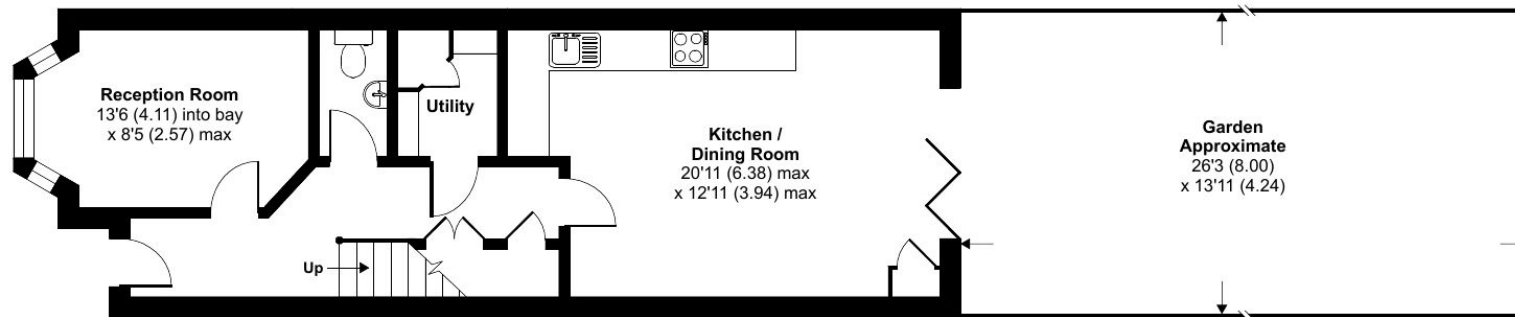 Reception Room
13'6 (4.11) into bay
x 8'5 (2.57) max
Utility
Kitchen /
Dining Room
20'11 (6.38) max
x 12'11 (3.94) max
Garden
Approximate
26'3 (8.00)
x 13'11 (4.24)
Up